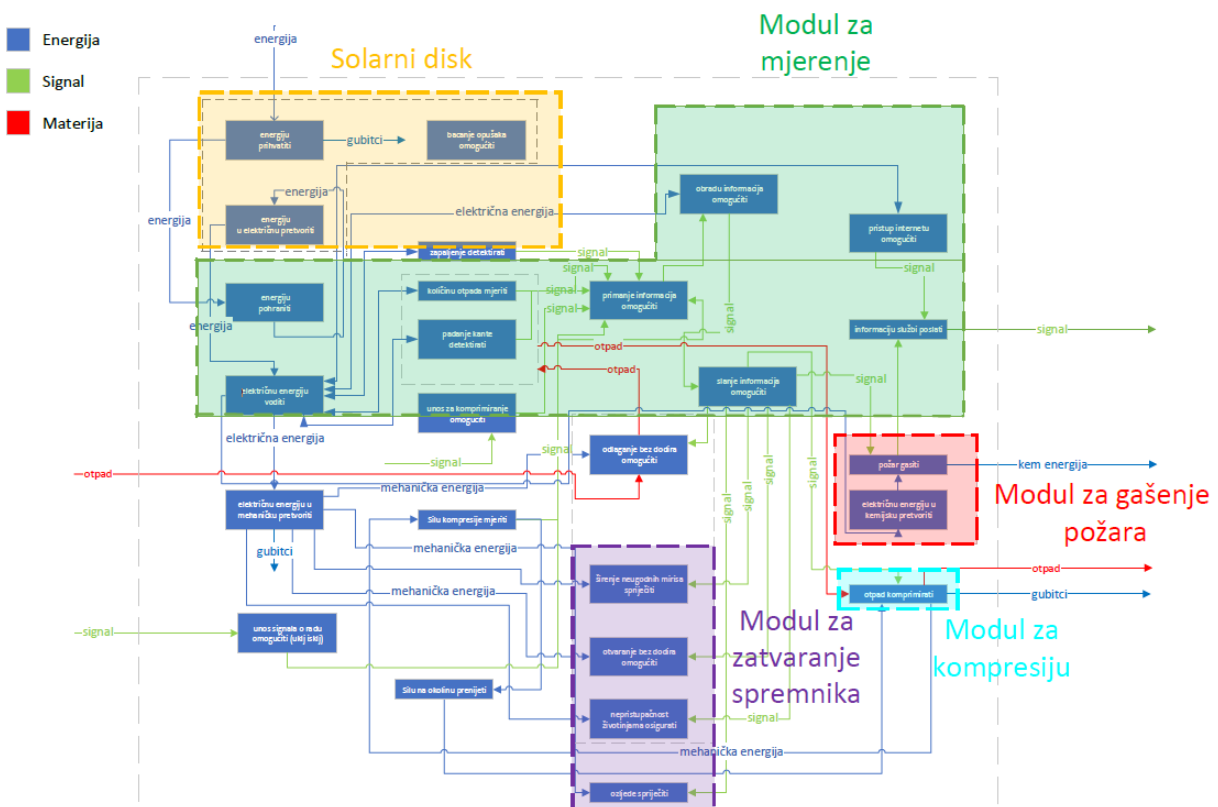 energija
Energija
Signal
Materija
Solarni disk
Modul za
mjerenje
energiju
prihvatiti
gubitci
bacanje opušaka
omogućiti
energija
energija
energiju
u električnu pretvoriti
električna energija
obradu informacija
omogućiti
pristup internetu
omogućiti
zapaljenje detektirati
signal
signal
signal
signal
količinu otpada mjeriti
primanje informacija
omogućiti
energiju
pohraniti
energija
padanje kante
detektirati
signal
signal
informaciju službi poslati
signal
otpad
otpad
električnu energiju
voditi
slanje informacija
omogućiti
signal
unos za komprimiranje
omogućiti
električna energija
signal
signal
signal
signal
signal
odlaganje bez dodira
omogućiti
otpad
požar gasiti
kem energija
mehanička energija
električnu energiju u
mehaničku pretvoriti
električnu energiju u
kemijsku pretvoriti
Modul za gašenje
požara
Silu kompresije mjeriti
mehanička energija
gubitci
širenje neugodnih mirisa
spriječiti
otpad
mehanička energija
otpad komprimirati
gubitci
signal
unos signala o radu
omogućiti (uklj isklj)
Modul za
zatvaranje
spremnika
Modul za
kompresiju
otvaranje bez dodira
omogućiti
Silu na okolinu prenijeti
nepristupačnost
životinjama osigurati
signal
mehanička energija
ozljede spriječiti